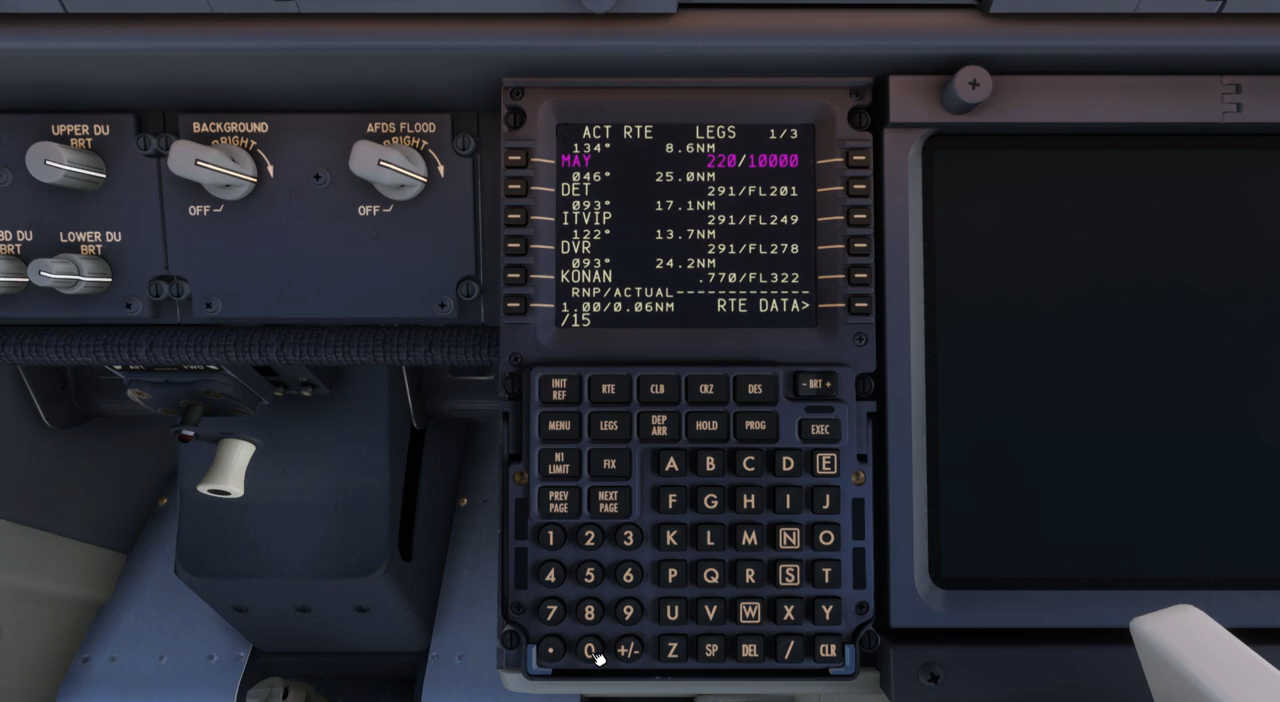 UPPER DU
BRT
BACKGROUND
BRIGHT
OFF
AFDS FLOOD
BRIGHT
OFF
BD DU
BRT
LOWER DU
BRT
ACT RTE LEGS 1/3
134° 8.6NM
MAY 220/10000
046° 25.0NM
DET 291/FL201
093° 17.1NM
ITVIP 291/FL249
122° 13.7NM
DVR 291/FL278
093° 24.2NM
KONAN .770/FL322
RNP/ACTUAL--------------
1.00/0.06NM RTE DATA>
/15
INIT REF RTE CLB CRZ DES - BRT +
MENU LEGS DEP ARR HOLD PROG EXEC
N1 LIMIT FIX A B C D E
PREV PAGE NEXT PAGE F G H I J
1 2 3 K L M N O
4 5 6 P Q R S T
7 8 9 U V W X Y
. 0 +/- Z SP DEL / CLR